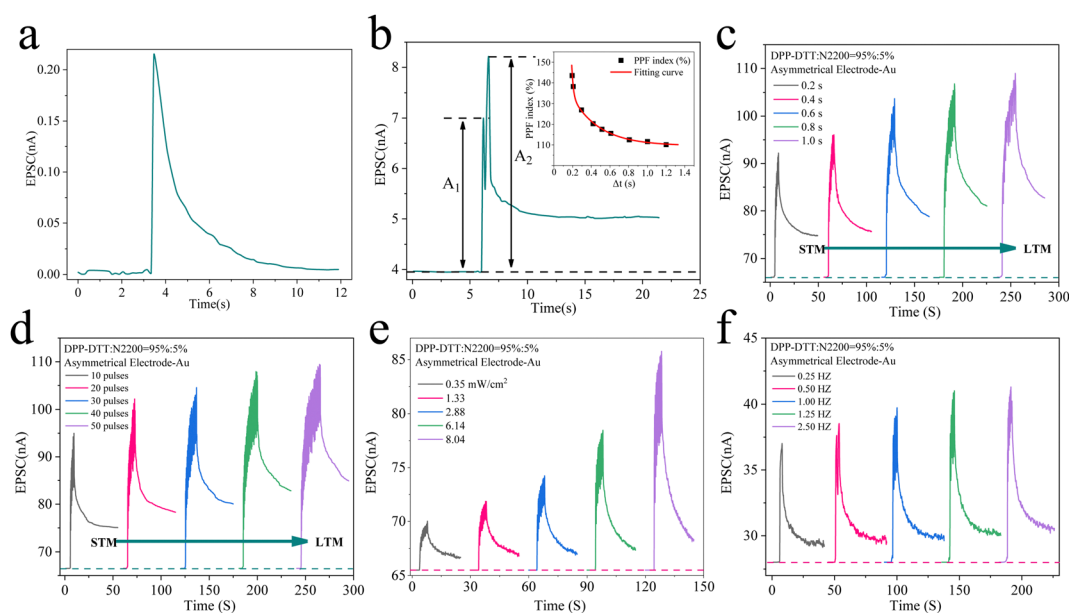 a
0.20
0.15
0.10
0.05
0.00
EPSC(nA)
0 2 4 6 8 10 12
Time(s)
b
9
8
7
6
5
4
EPSC(nA)
A1
A2
0 5 10 15 20 25
Time(s)
150
140
130
120
110
PPF index (%)
PPF index (%)
Fitting curve
0.0 0.2 0.4 0.6 0.8 1.0 1.2 1.4
Δt (s)
c
DPP-DTT:N2200=95%:5%
Asymmetrical Electrode-Au
0.2 s
0.4 s
0.6 s
0.8 s
1.0 s
110
100
90
80
70
EPSC(nA)
STM
LTM
0 50 100 150 200 250 300
Time (S)
d
DPP-DTT:N2200=95%:5%
Asymmetrical Electrode-Au
10 pulses
20 pulses
30 pulses
40 pulses
50 pulses
110
100
90
80
70
EPSC(nA)
STM
LTM
0 50 100 150 200 250 300
Time (S)
e
DPP-DTT:N2200=95%:5%
Asymmetrical Electrode-Au
0.35 mW/cm²
1.33
2.88
6.14
8.04
85
80
75
70
65
EPSC(nA)
0 30 60 90 120 150
Time (S)
f
DPP-DTT:N2200=95%:5%
Asymmetrical Electrode-Au
0.25 HZ
0.50 HZ
1.00 HZ
1.25 HZ
2.50 HZ
45
40
35
30
EPSC(nA)
0 50 100 150 200
Time (S)